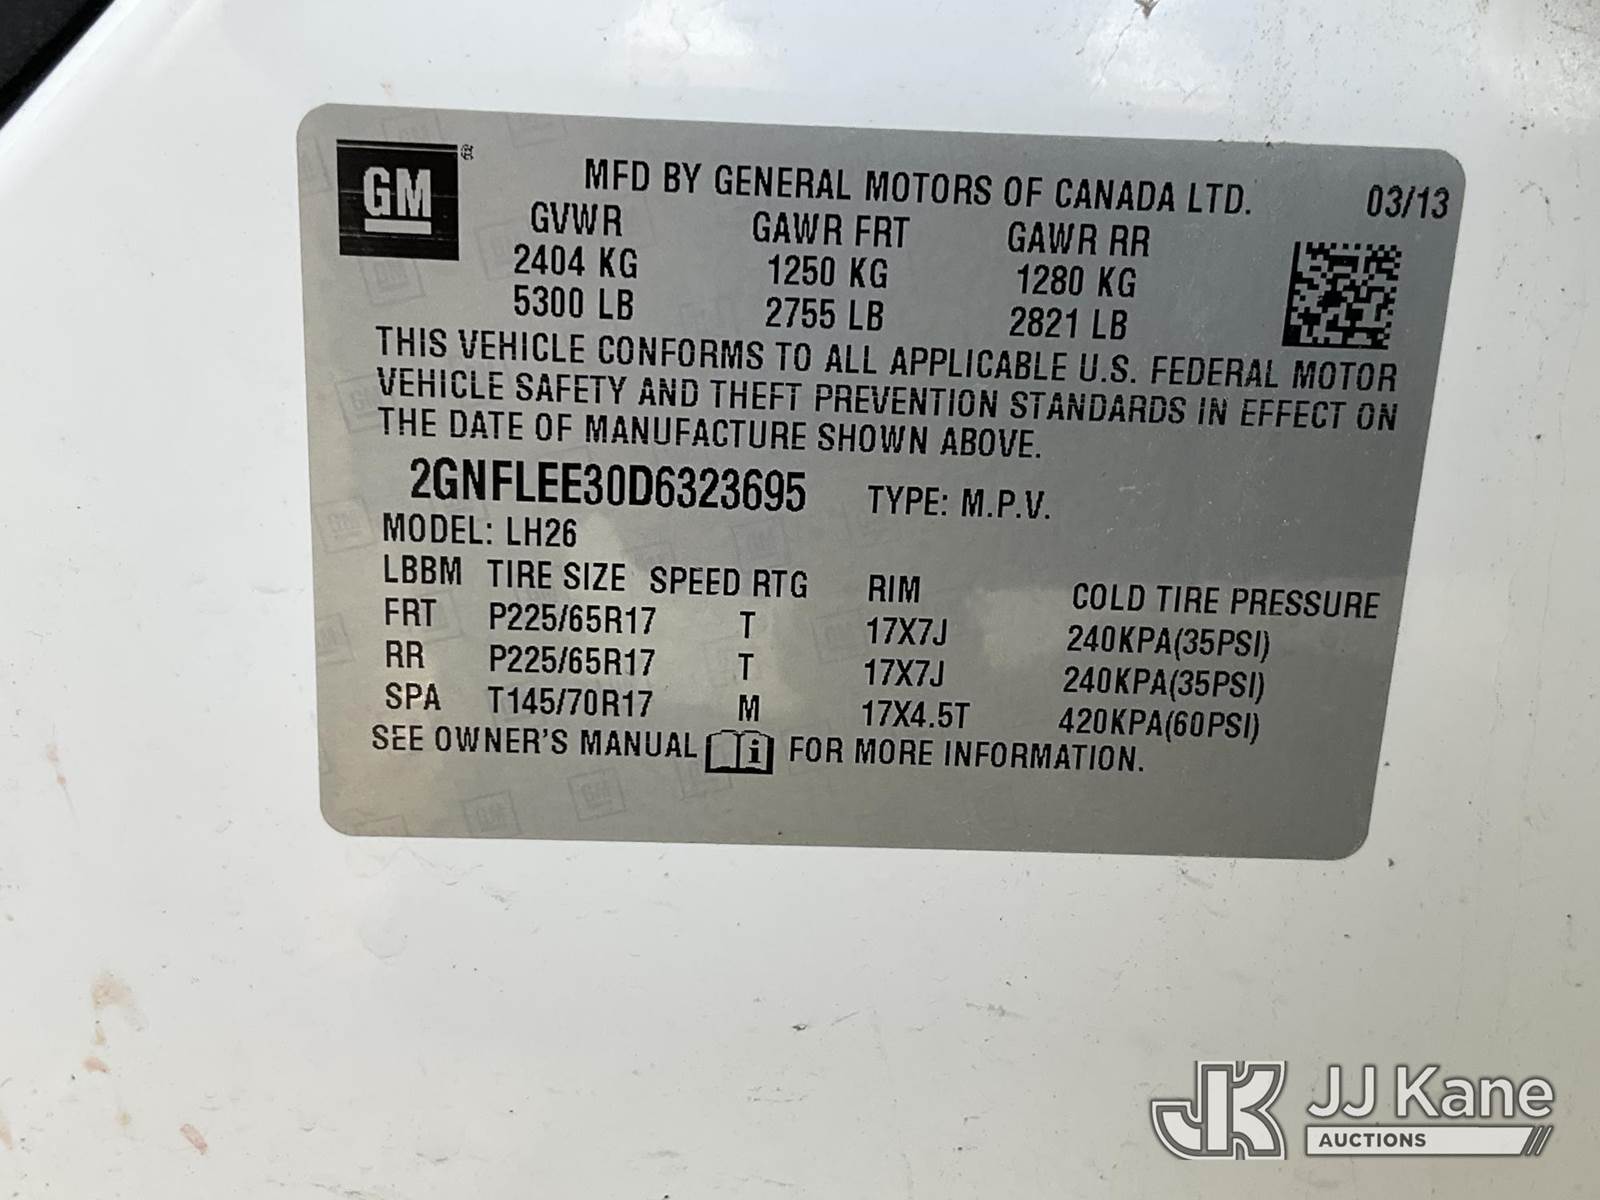 GM
MFD BY GENERAL MOTORS OF CANADA LTD. 03/13
GVWR GAWR FRT GAWR RR
2404 KG 1250 KG 1280 KG
5300 LB 2755 LB 2821 LB
THIS VEHICLE CONFORMS TO ALL APPLICABLE U.S. FEDERAL MOTOR
VEHICLE SAFETY AND THEFT PREVENTION STANDARDS IN EFFECT ON
THE DATE OF MANUFACTURE SHOWN ABOVE.
2GNFLEE30D6323695 TYPE: M.P.V.
MODEL: LH26
LBBM TIRE SIZE SPEED RTG RIM COLD TIRE PRESSURE
FRT P225/65R17 T 17X7J 240KPA(35PSI)
RR P225/65R17 T 17X7J 240KPA(35PSI)
SPA T145/70R17 M 17X4.5T 420KPA(60PSI)
SEE OWNER'S MANUAL i FOR MORE INFORMATION.
JK JJ Kane
AUCTIONS